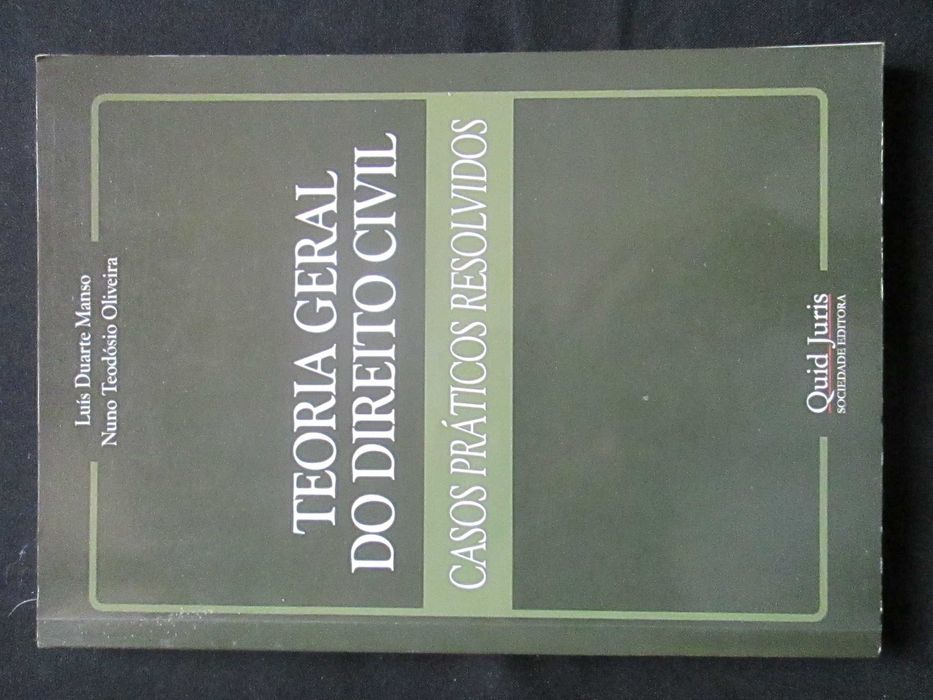 Luís Duarte Manso
Nuno Teodósio Oliveira
TEORIA GERAL
DO DIREITO CIVIL
CASOS PRÁTICOS RESOLVIDOS
Quid Juris
SOCIEDADE EDITORA